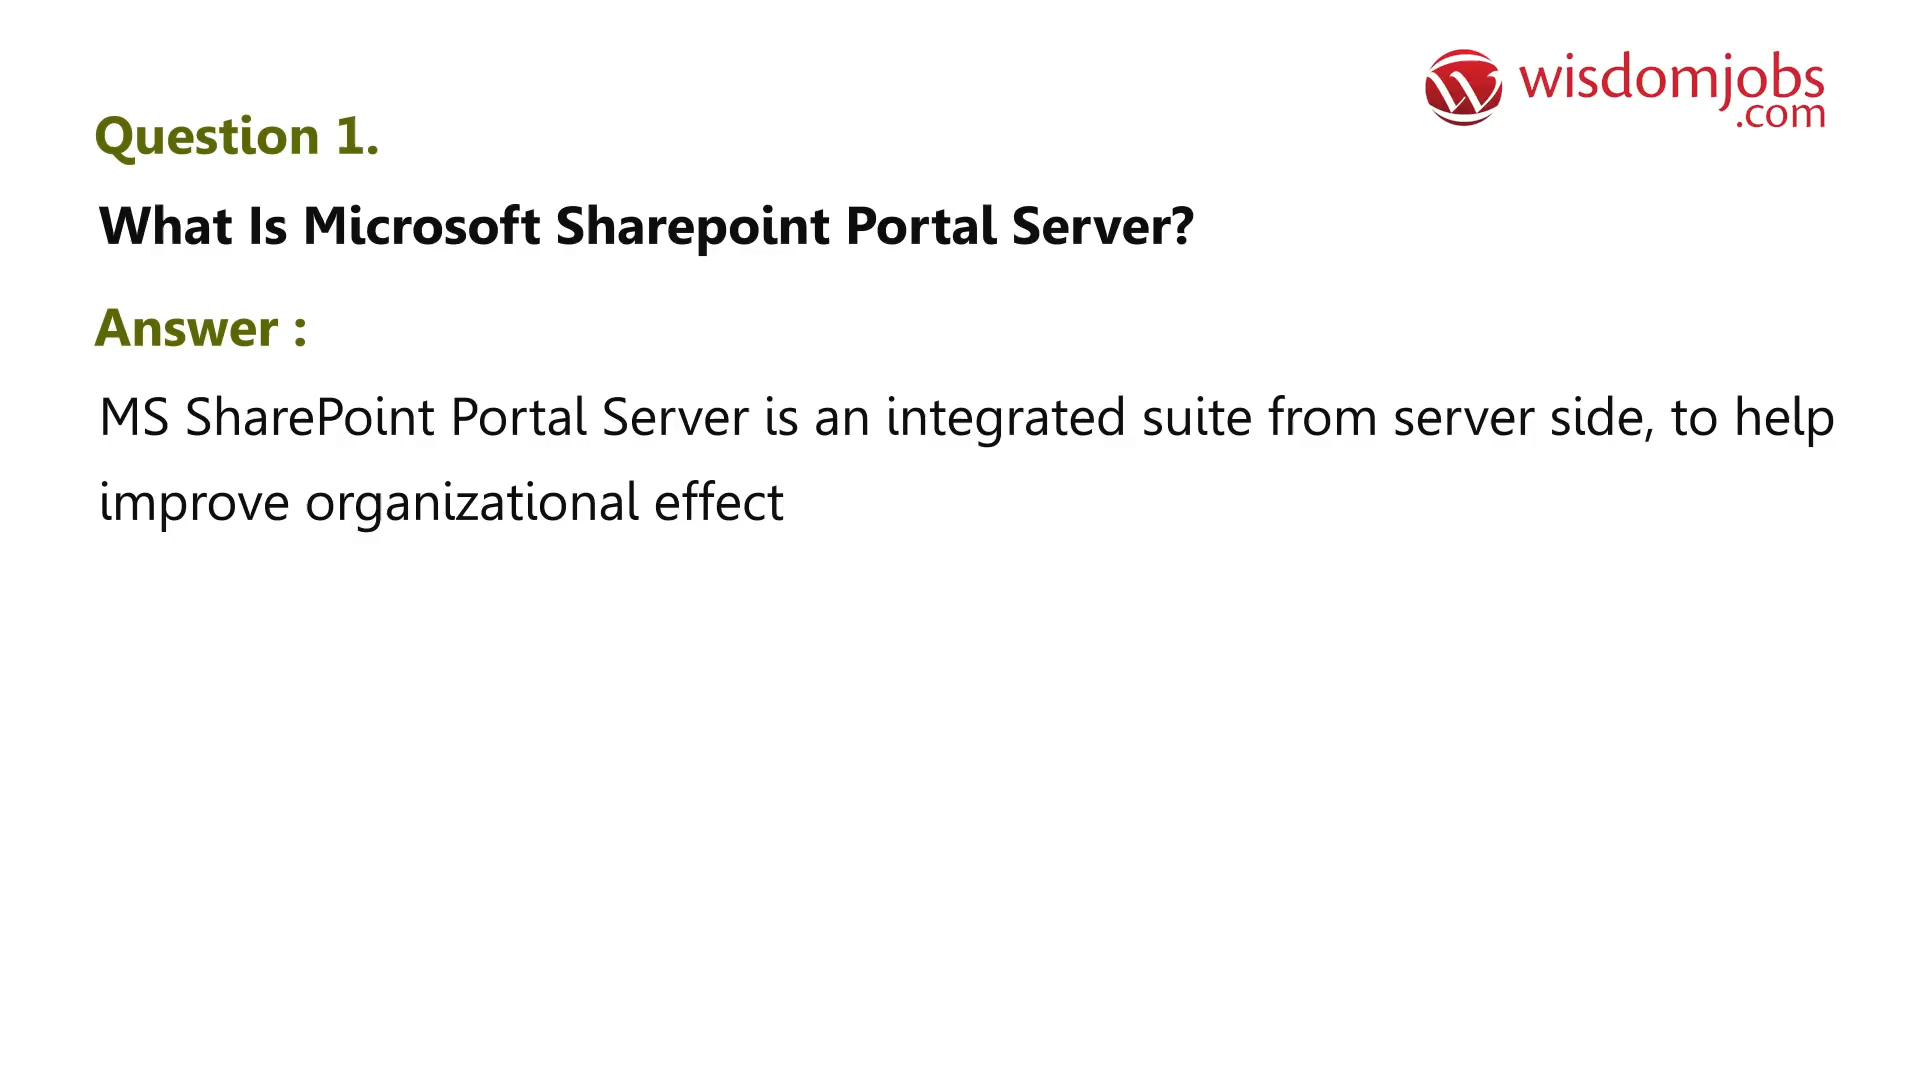 wisdomjobs
.com
Question 1.
What Is Microsoft Sharepoint Portal Server?
Answer :
MS SharePoint Portal Server is an integrated suite from server side, to help
improve organizational effect